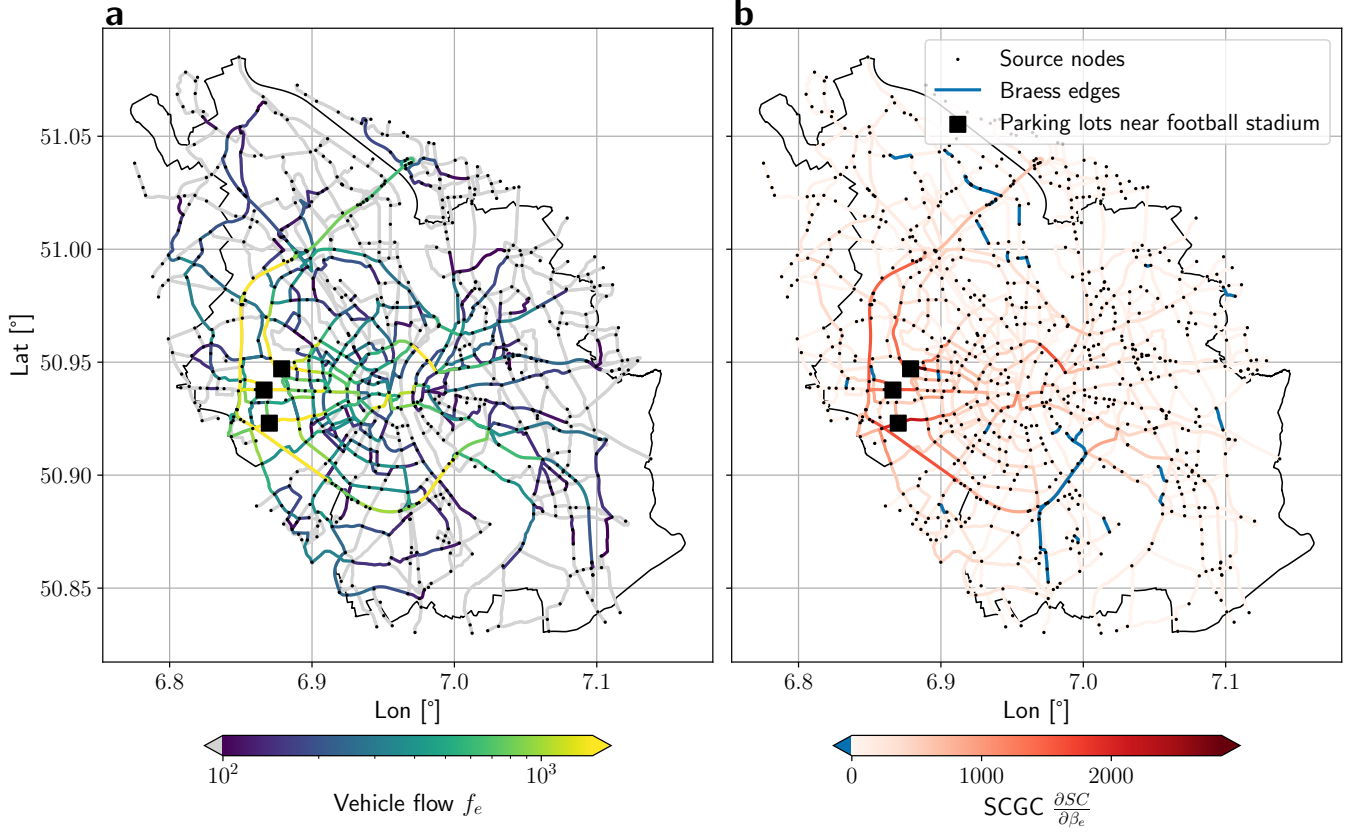 a
b
Source nodes
Braess edges
Parking lots near football stadium
Lat [°]
51.05
51.00
50.95
50.90
50.85
6.8 6.9 7.0 7.1
6.8 6.9 7.0 7.1
Lon [°]
Lon [°]
10² 10³
Vehicle flow fₑ
0 1000 2000
SCGC ∂SC/∂βₑ